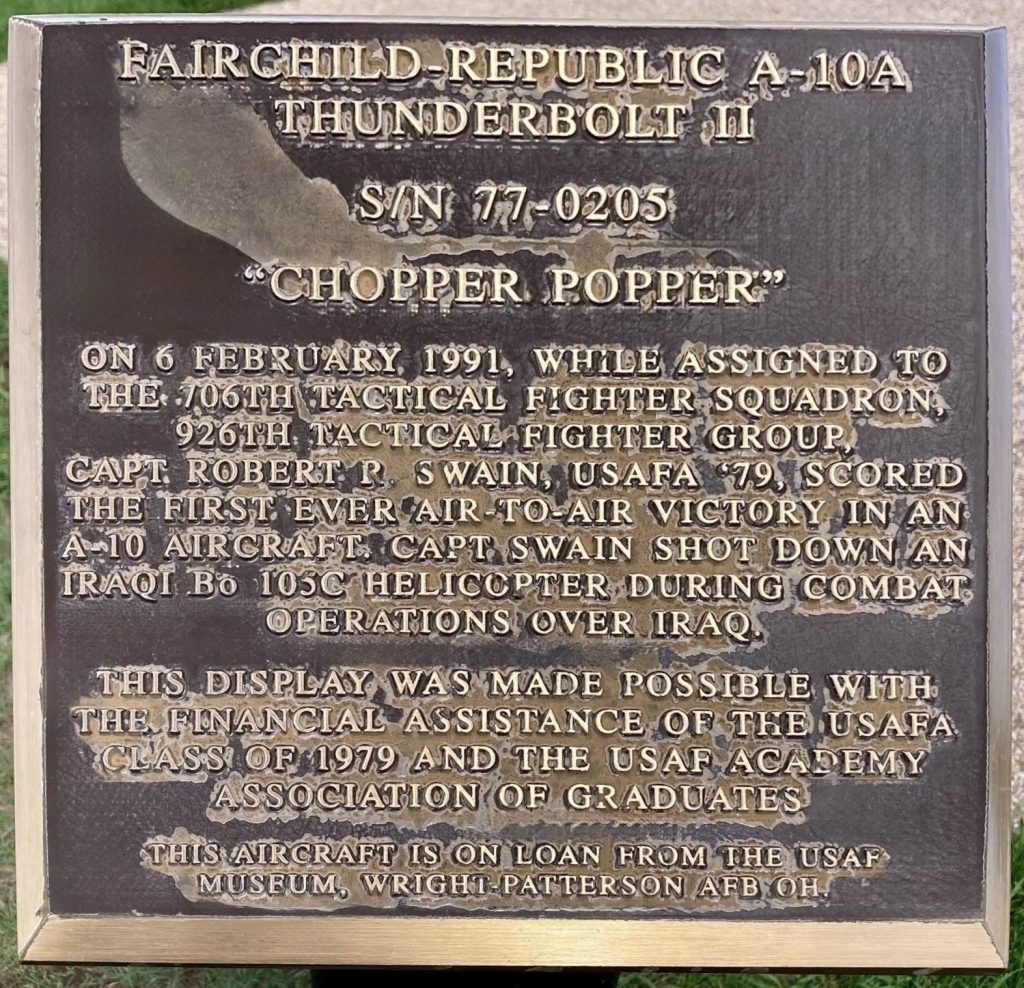 FAIRCHILD-REPUBLIC A-10A
THUNDERBOLT II
S/N 77-0205
“CHOPPER POPPER”
ON 6 FEBRUARY 1991, WHILE ASSIGNED TO
THE 706TH TACTICAL FIGHTER SQUADRON,
926TH TACTICAL FIGHTER GROUP,
CAPT ROBERT R. SWAIN, USAFA ‘79, SCORED
THE FIRST EVER AIR-TO-AIR VICTORY IN AN
A-10 AIRCRAFT. CAPT SWAIN SHOT DOWN AN
IRAQI Bo 105C HELICOPTER DURING COMBAT
OPERATIONS OVER IRAQ.
THIS DISPLAY WAS MADE POSSIBLE WITH
THE FINANCIAL ASSISTANCE OF THE USAFA
CLASS OF 1979 AND THE USAF ACADEMY
ASSOCIATION OF GRADUATES
THIS AIRCRAFT IS ON LOAN FROM THE USAF
MUSEUM, WRIGHT-PATTERSON AFB OH.